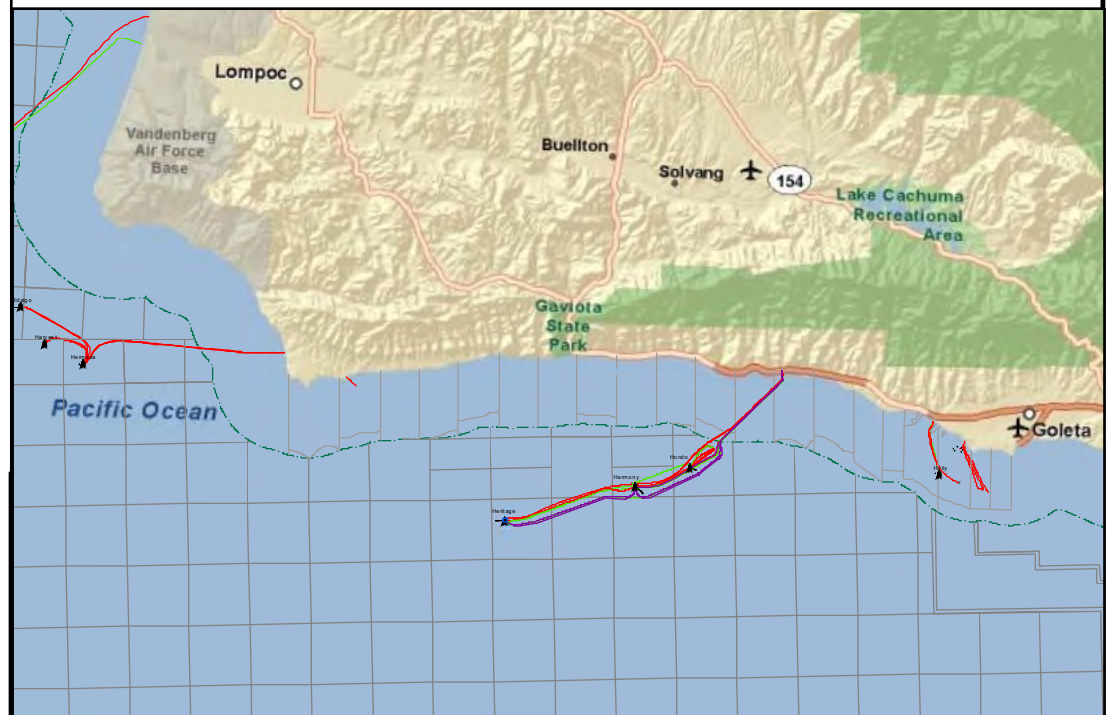 Lompoc
Vandenberg
Air Force
Base
Buellton
Solvang
154
Lake Cachuma
Recreational
Area
Gaviota
State
Park
Pacific Ocean
Goleta
Hondo
Harmony
Heritage
Holly